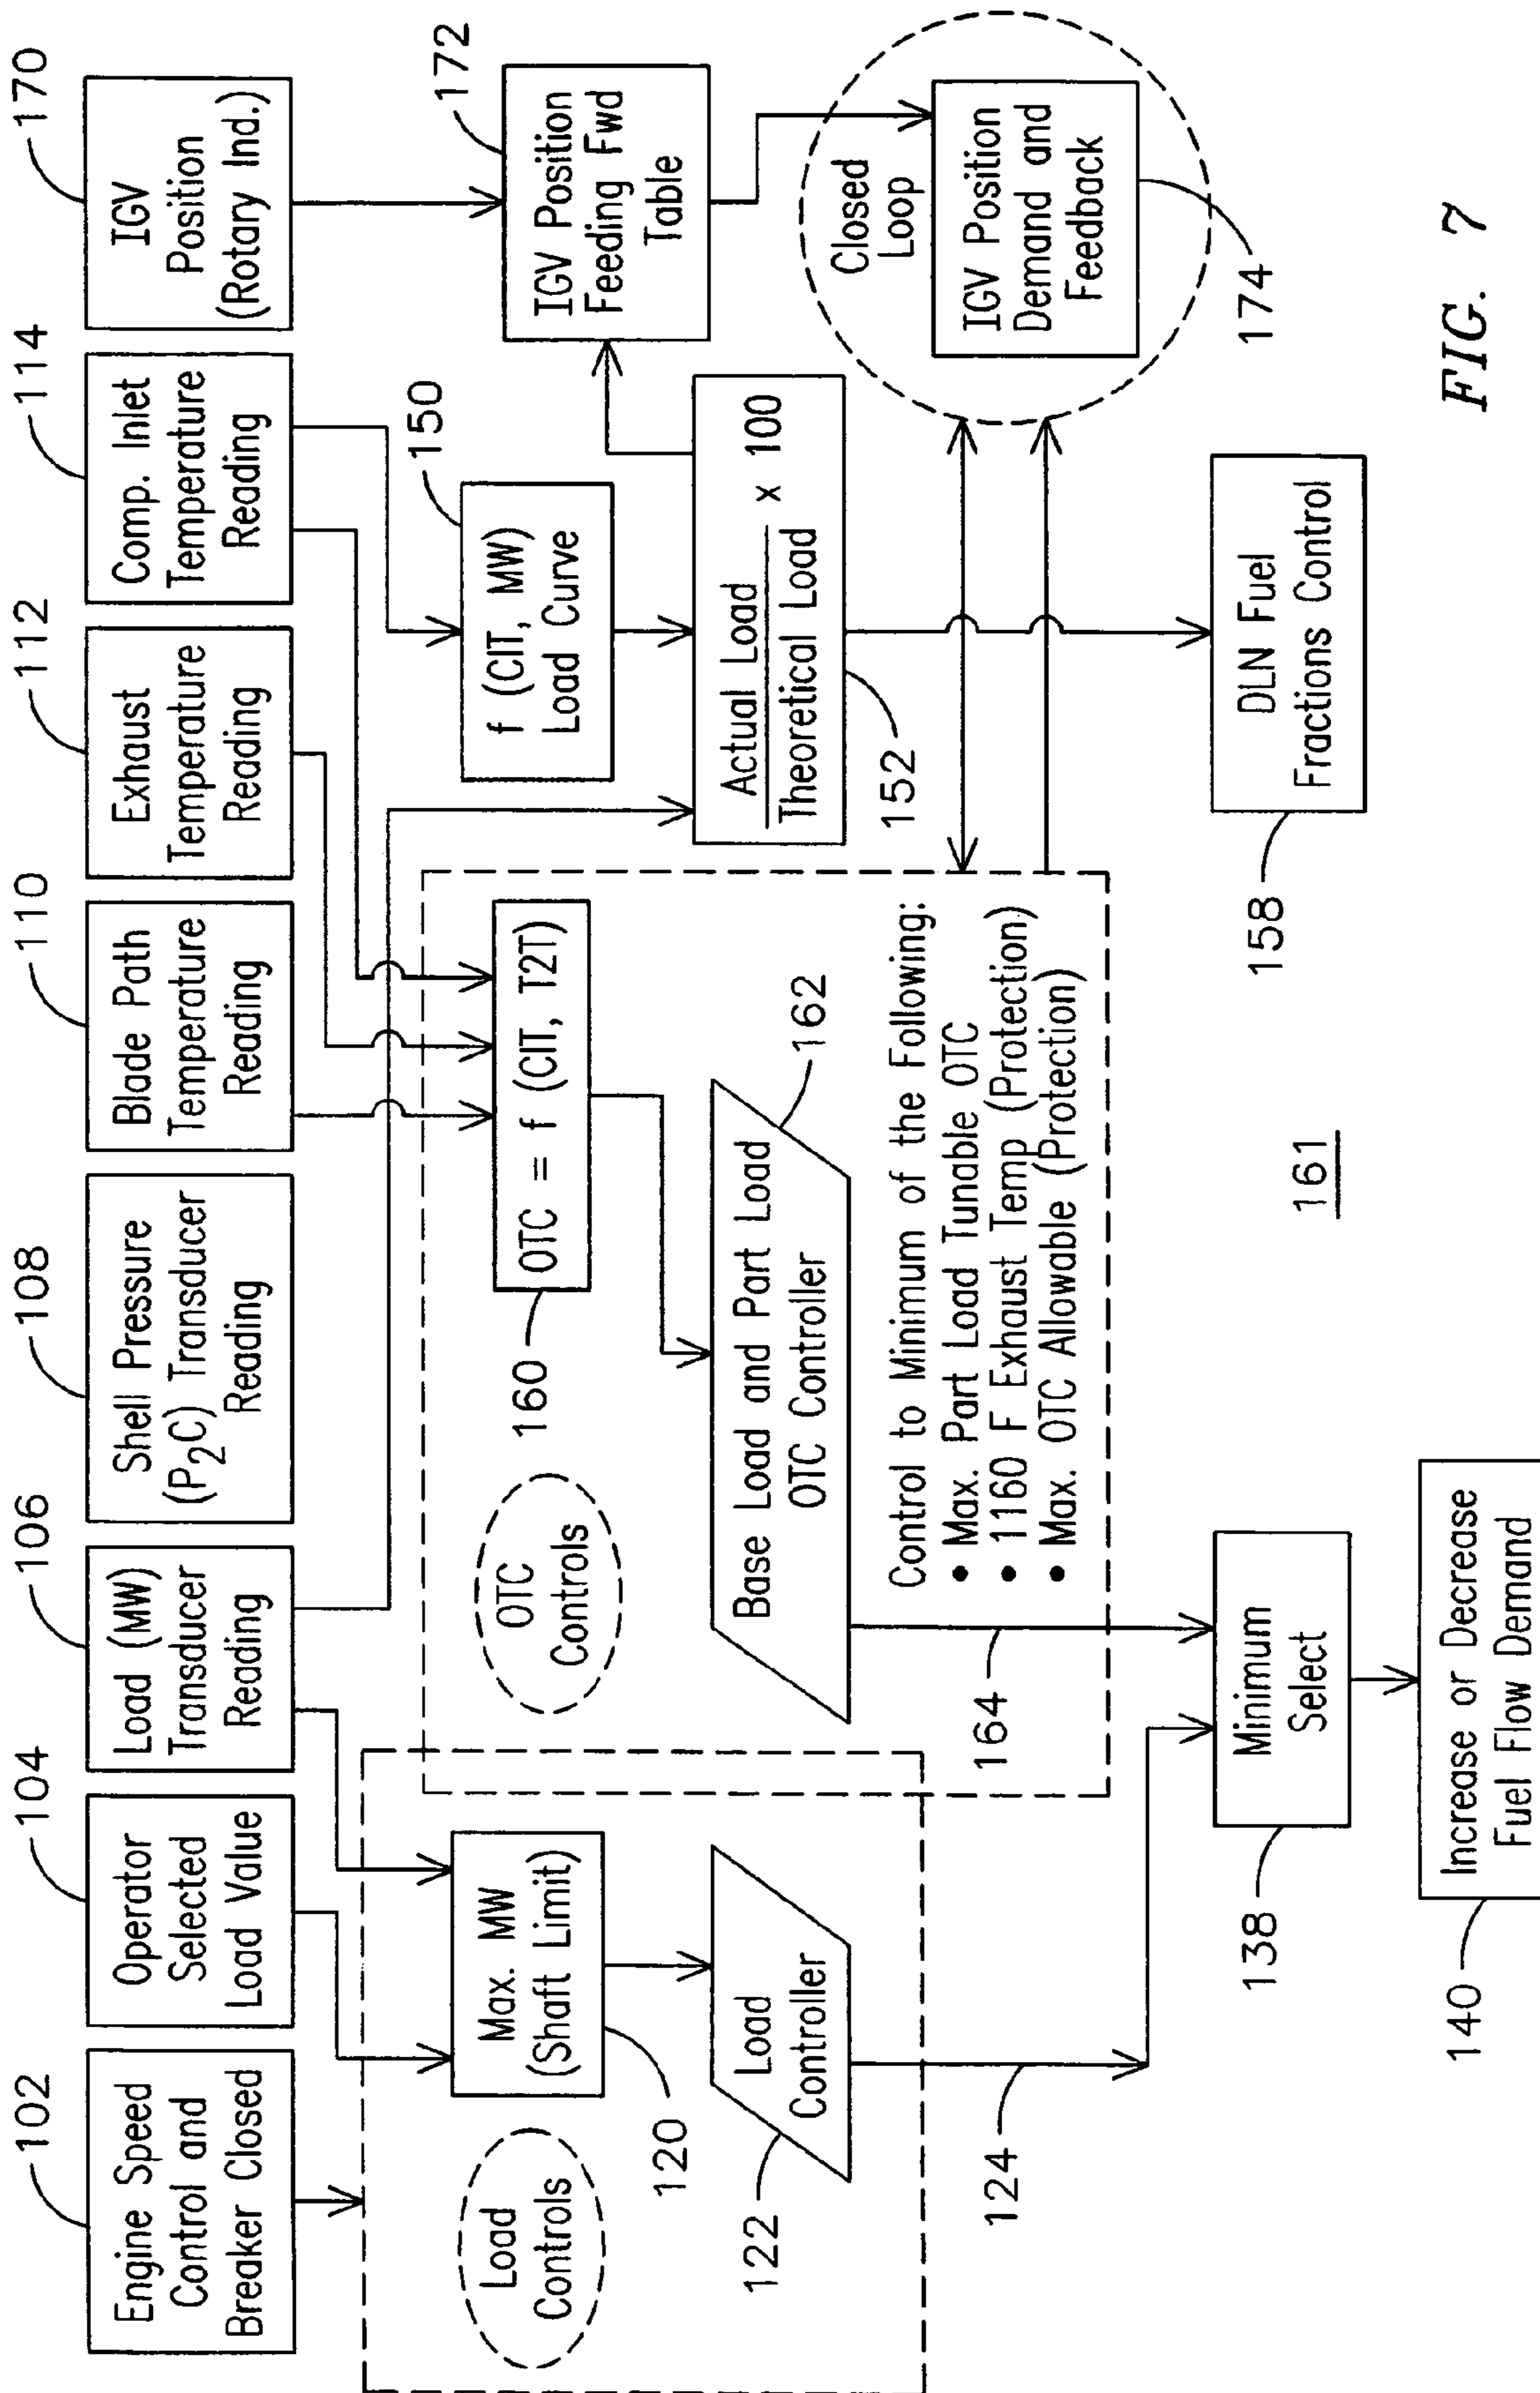 102
Engine Speed
Control and
Breaker Closed
104
Operator
Selected
Load Value
106
Load (MW)
Transducer
Reading
108
Shell Pressure
(P2C) Transducer
Reading
110
Blade Path
Temperature
Reading
112
Exhaust
Temperature
Reading
114
Comp. Inlet
Temperature
Reading
170
IGV
Position
(Rotary Ind.)
Load
Controls
Max. MW
(Shaft Limit)
120
Load
Controller
122
124
OTC
Controls
OTC = f (CIT, T2T)
160
Base Load and Part Load
OTC Controller
162
Control to Minimum of the Following:
• Max. Part Load Tunable OTC
• 1160 F Exhaust Temp (Protection)
• Max. OTC Allowable (Protection)
164
f (CIT, MW)
Load Curve
150
Actual Load
Theoretical Load
x 100
152
IGV Position
Feeding Fwd
Table
172
Closed
Loop
IGV Position
Demand and
Feedback
174
DLN Fuel
Fractions Control
158
Minimum
Select
138
Increase or Decrease
Fuel Flow Demand
140
161
FIG. 7